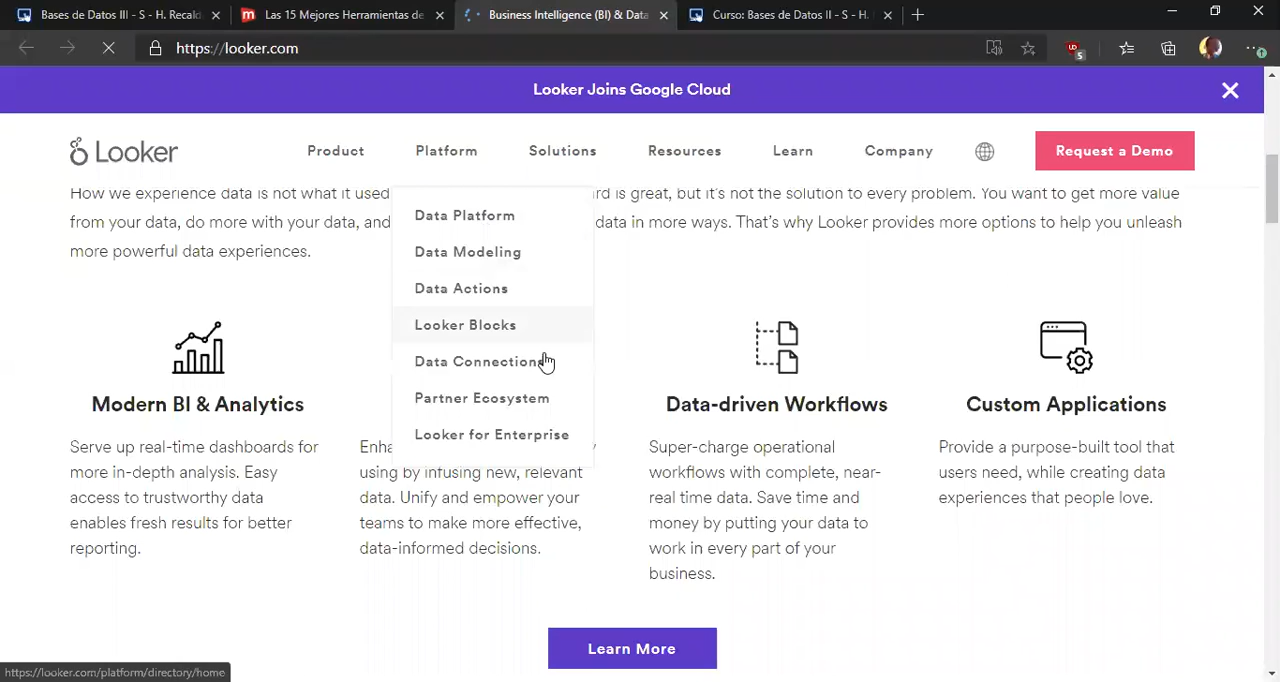 Bases de Datos III - S - H. Recald
Las 15 Mejores Herramientas de
Business Intelligence (BI) & Data
Curso: Bases de Datos II - S - H.
https://looker.com
5
Looker Joins Google Cloud
Looker
Product
Platform
Solutions
Resources
Learn
Company
Request a Demo
How we experience data is not what it used
ard is great, but it's not the solution to every problem. You want to get more value
from your data, do more with your data, and
data in more ways. That's why Looker provides more options to help you unleash
more powerful data experiences.
Data Platform
Data Modeling
Data Actions
Looker Blocks
Data Connection
Partner Ecosystem
Looker for Enterprise
Modern BI & Analytics
Serve up real-time dashboards for
more in-depth analysis. Easy
access to trustworthy data
enables fresh results for better
reporting.
Enha
using by infusing new, relevant
data. Unify and empower your
teams to make more effective,
data-informed decisions.
Data-driven Workflows
Super-charge operational
workflows with complete, near-
real time data. Save time and
money by putting your data to
work in every part of your
business.
Custom Applications
Provide a purpose-built tool that
users need, while creating data
experiences that people love.
Learn More
https://looker.com/platform/directory/home